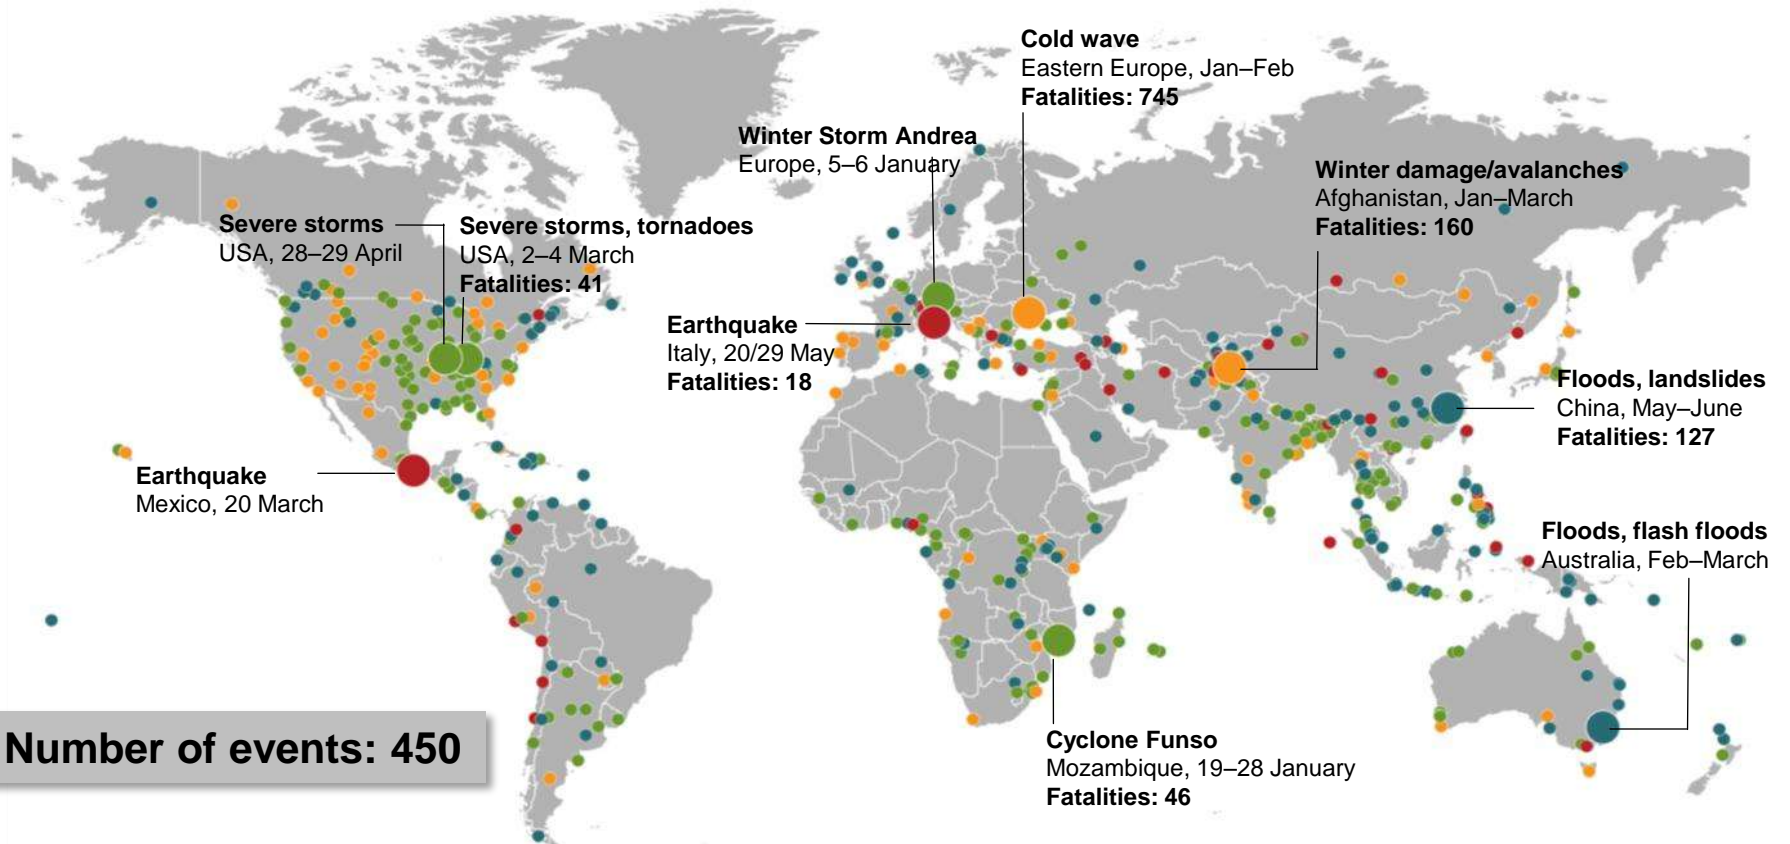 Cold wave
Eastern Europe, Jan–Feb
Fatalities: 745
Winter Storm Andrea
Europe, 5–6 January
Winter damage/avalanches
Afghanistan, Jan–March
Fatalities: 160
Severe storms
USA, 28–29 April
Severe storms, tornadoes
USA, 2–4 March
Fatalities: 41
Earthquake
Italy, 20/29 May
Fatalities: 18
Floods, landslides
China, May–June
Fatalities: 127
Earthquake
Mexico, 20 March
Floods, flash floods
Australia, Feb–March
Number of events: 450
Cyclone Funso
Mozambique, 19–28 January
Fatalities: 46